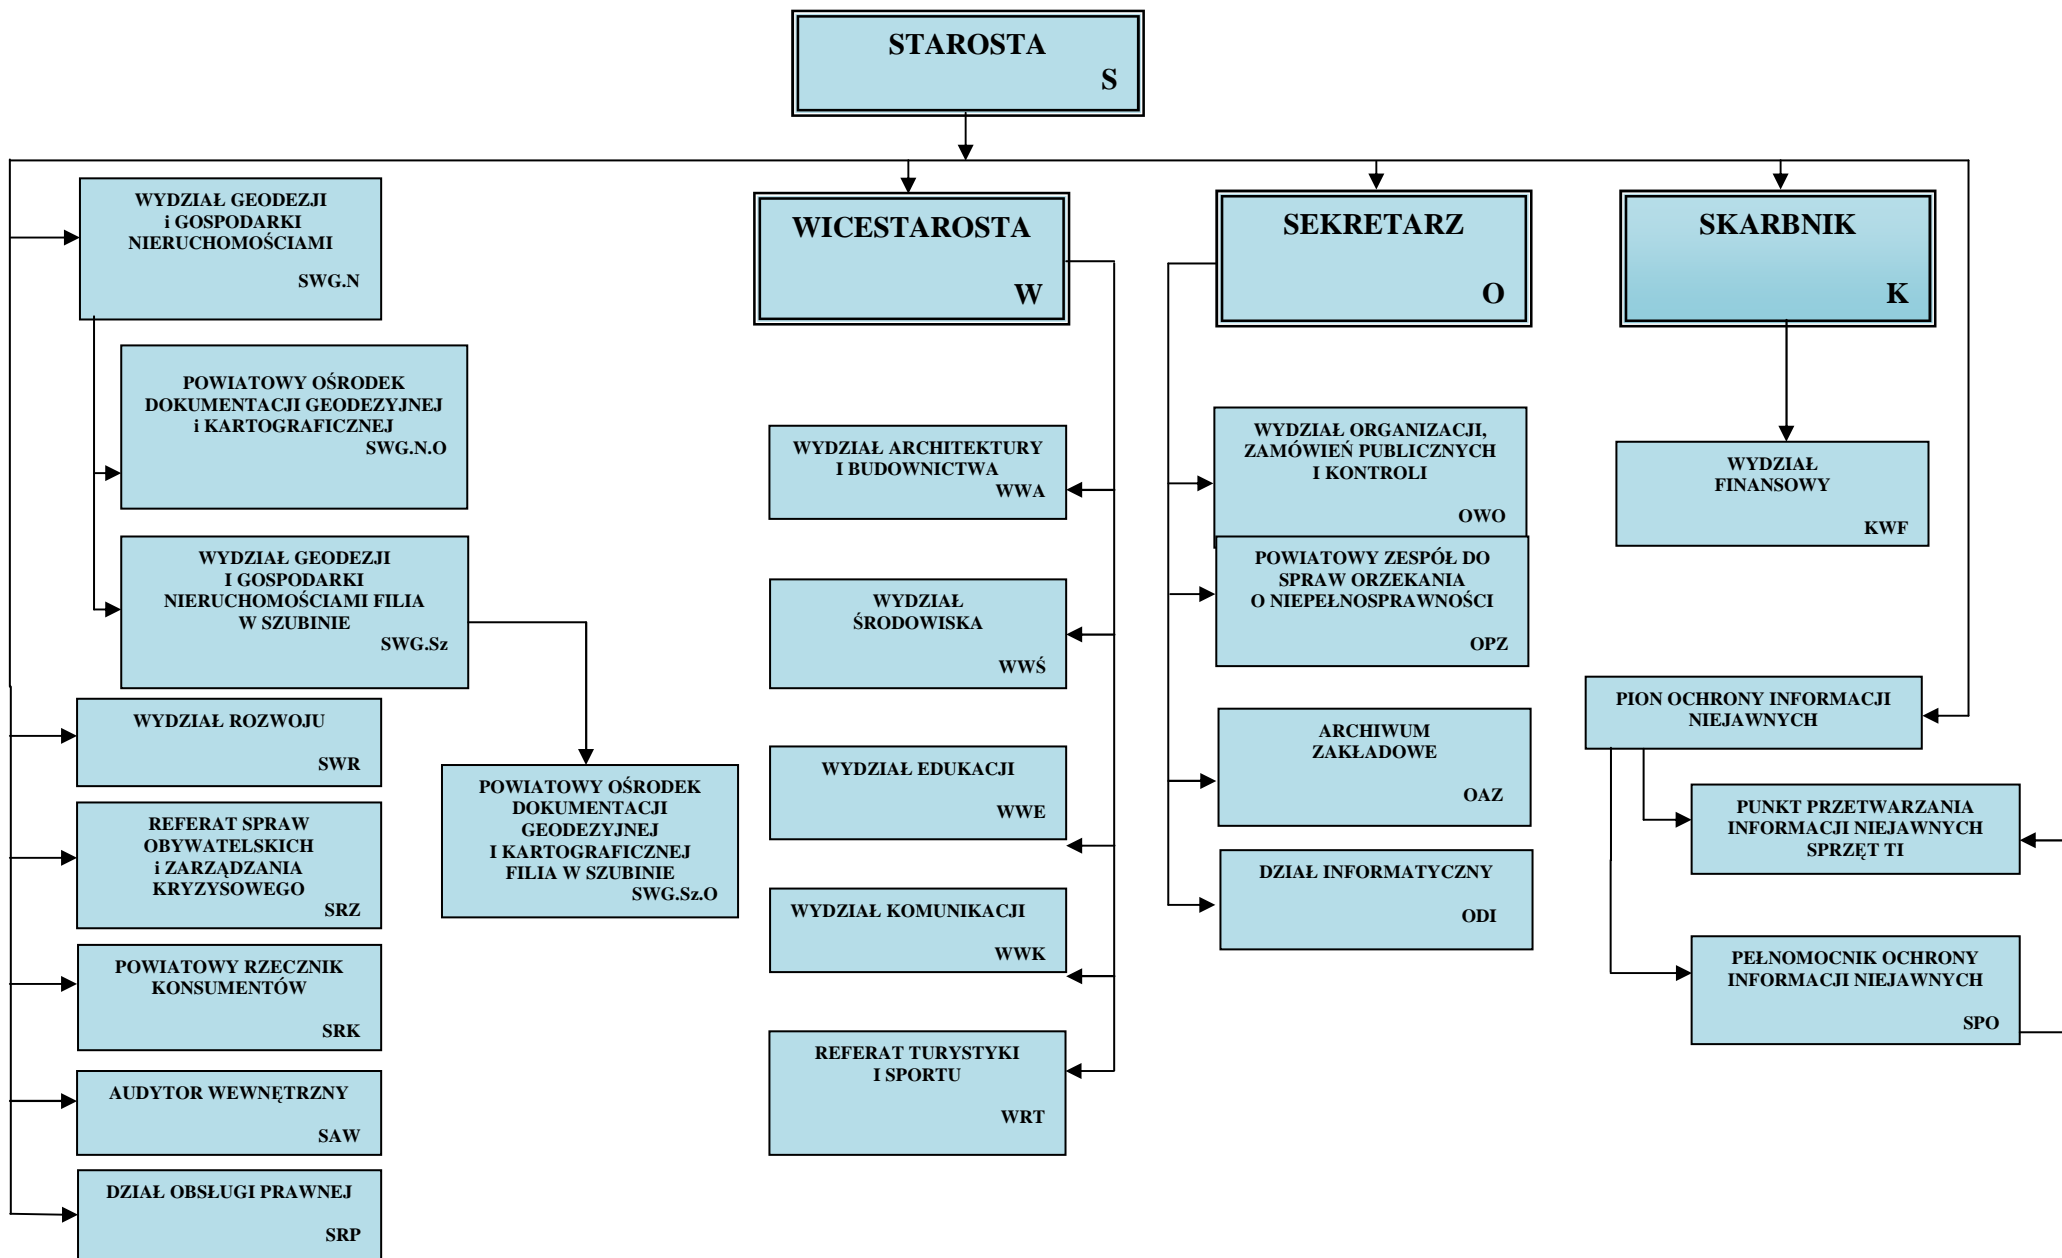 STAROSTA
S
WYDZIAŁ GEODEZJI
i GOSPODARKI
NIERUCHOMOŚCIAMI
SWG.N
POWIATOWY OŚRODEK
DOKUMENTACJI GEODEZYJNEJ
i KARTOGRAFICZNEJ
SWG.N.O
WYDZIAŁ GEODEZJI
I GOSPODARKI
NIERUCHOMOŚCIAMI FILIA
W SZUBINIE
SWG.Sz
POWIATOWY OŚRODEK
DOKUMENTACJI
GEODEZYJNEJ
I KARTOGRAFICZNEJ
FILIA W SZUBINIE
SWG.Sz.O
WYDZIAŁ ROZWOJU
SWR
REFERAT SPRAW
OBYWATELSKICH
i ZARZĄDZANIA
KRYZYSOWEGO
SRZ
POWIATOWY RZECZNIK
KONSUMENTÓW
SRK
AUDYTOR WEWNĘTRZNY
SAW
DZIAŁ OBSŁUGI PRAWNEJ
SRP
WICESTAROSTA
W
WYDZIAŁ ARCHITEKTURY
I BUDOWNICTWA
WWA
WYDZIAŁ
ŚRODOWISKA
WWŚ
WYDZIAŁ EDUKACJI
WWE
WYDZIAŁ KOMUNIKACJI
WWK
REFERAT TURYSTYKI
I SPORTU
WRT
SEKRETARZ
O
WYDZIAŁ ORGANIZACJI,
ZAMÓWIEŃ PUBLICZNYCH
I KONTROLI
OWO
POWIATOWY ZESPÓŁ DO
SPRAW ORZEKANIA
O NIEPEŁNOSPRAWNOŚCI
OPZ
ARCHIWUM
ZAKŁADOWE
OAZ
DZIAŁ INFORMATYCZNY
ODI
SKARBNIK
K
WYDZIAŁ
FINANSOWY
KWF
PION OCHRONY INFORMACJI
NIEJAWNYCH
PUNKT PRZETWARZANIA
INFORMACJI NIEJAWNYCH
SPRZĘT TI
PEŁNOMOCNIK OCHRONY
INFORMACJI NIEJAWNYCH
SPO